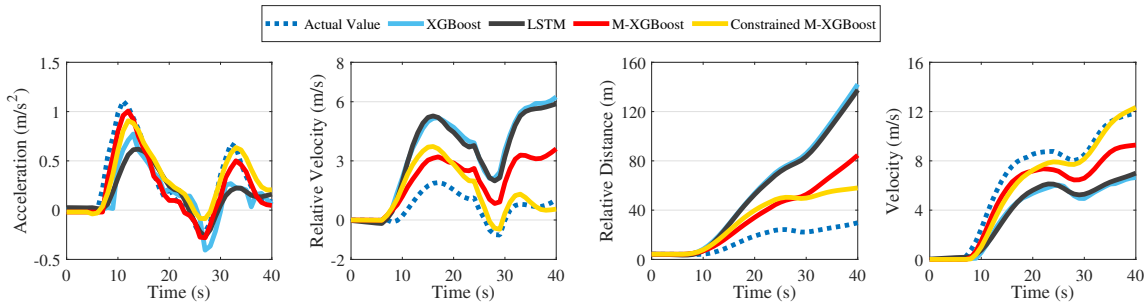 Actual Value XGBoost LSTM M-XGBoost Constrained M-XGBoost
Acceleration (m/s²)
1.5
1
0.5
0
-0.5
0 10 20 30 40
Time (s)
Relative Velocity (m/s)
8
6
3
0
-2
0 10 20 30 40
Time (s)
Relative Distance (m)
160
120
80
40
0
0 10 20 30 40
Time (s)
Velocity (m/s)
16
12
8
4
0
0 10 20 30 40
Time (s)